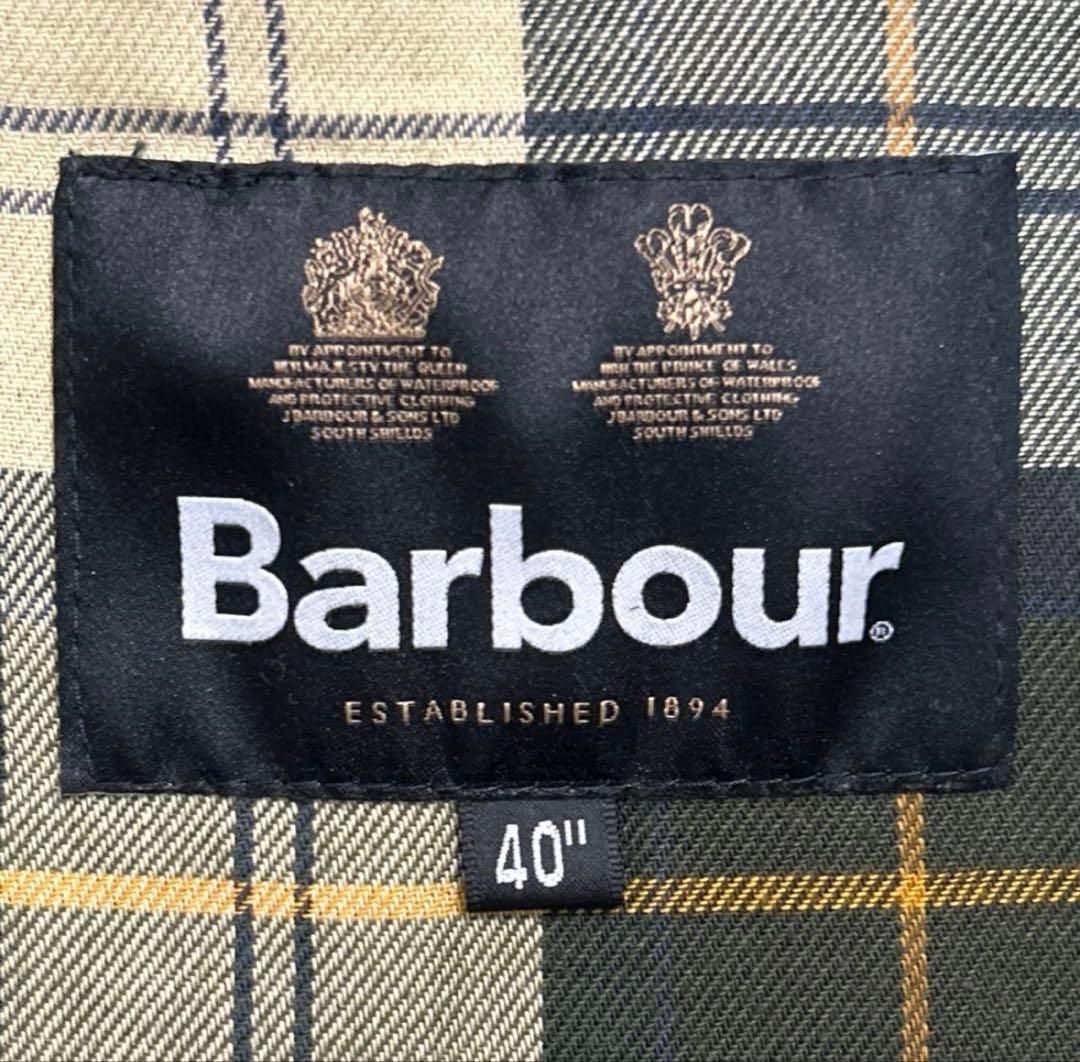 BY APPOINTMENT TO
HER MAJESTY THE QUEEN
MANUFACTURERS OF WATERPROOF
AND PROTECTIVE CLOTHING
J BARBOUR & SONS LTD
SOUTH SHIELDS
BY APPOINTMENT TO
HRH THE PRINCE OF WALES
MANUFACTURERS OF WATERPROOF
AND PROTECTIVE CLOTHING
J BARBOUR & SONS LTD
SOUTH SHIELDS
Barbour®
ESTABLISHED 1894
40"